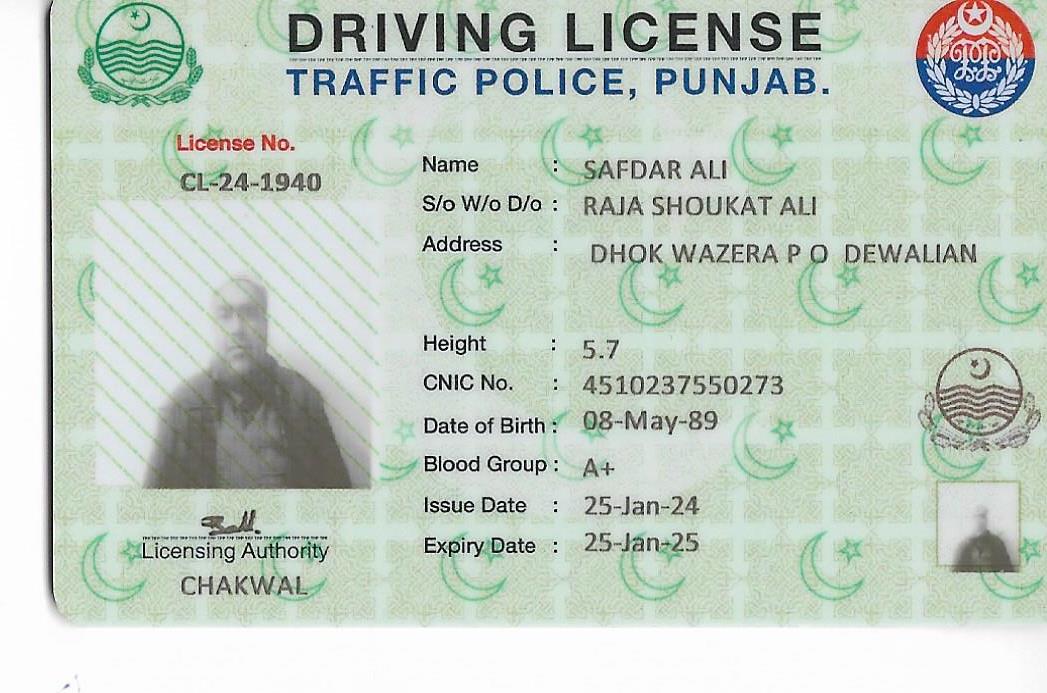 DRIVING LICENSE
TRAFFIC POLICE, PUNJAB.
License No.
CL-24-1940
Name : SAFDAR ALI
S/o W/o D/o : RAJA SHOUKAT ALI
Address : DHOK WAZERA P O DEWALIAN
Height : 5.7
CNIC No. : 4510237550273
Date of Birth : 08-May-89
Blood Group : A+
Issue Date : 25-Jan-24
Expiry Date : 25-Jan-25
Licensing Authority
CHAKWAL